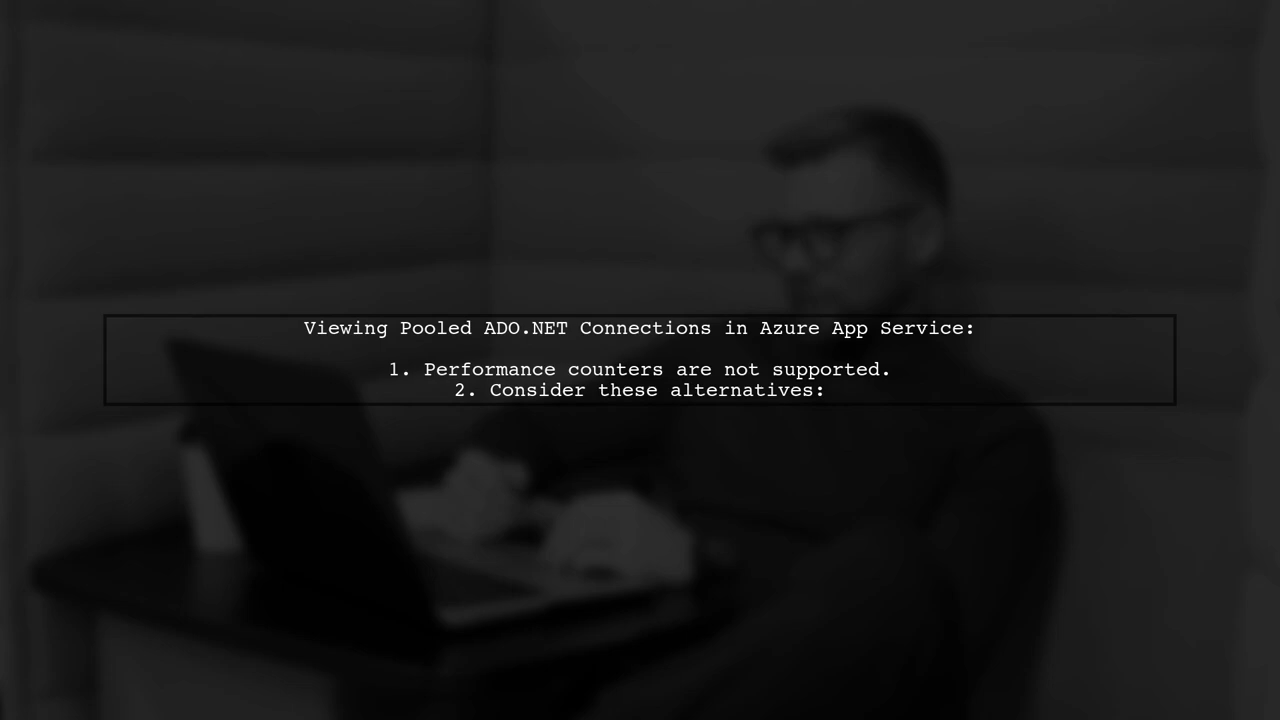 Viewing Pooled ADO.NET Connections in Azure App Service:
1. Performance counters are not supported.
2. Consider these alternatives: